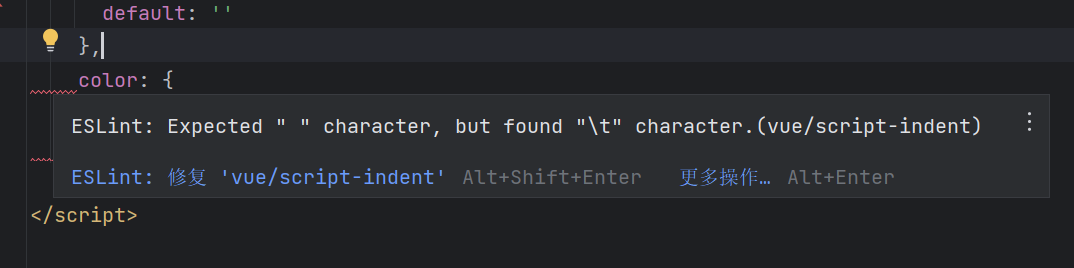 default: ''
},
color: {
ESLint: Expected " " character, but found "\t" character.(vue/script-indent)
ESLint: 修复 'vue/script-indent' Alt+Shift+Enter 更多操作… Alt+Enter
</script>